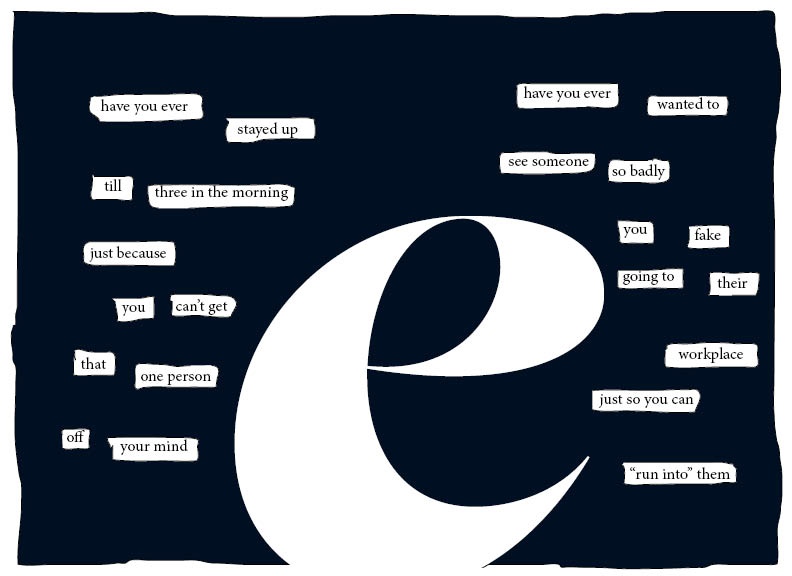 have you ever
stayed up
till three in the morning
just because
you can't get
that one person
off your mind
e
have you ever wanted to
see someone so badly
you fake
going to their
workplace
just so you can
“run into” them